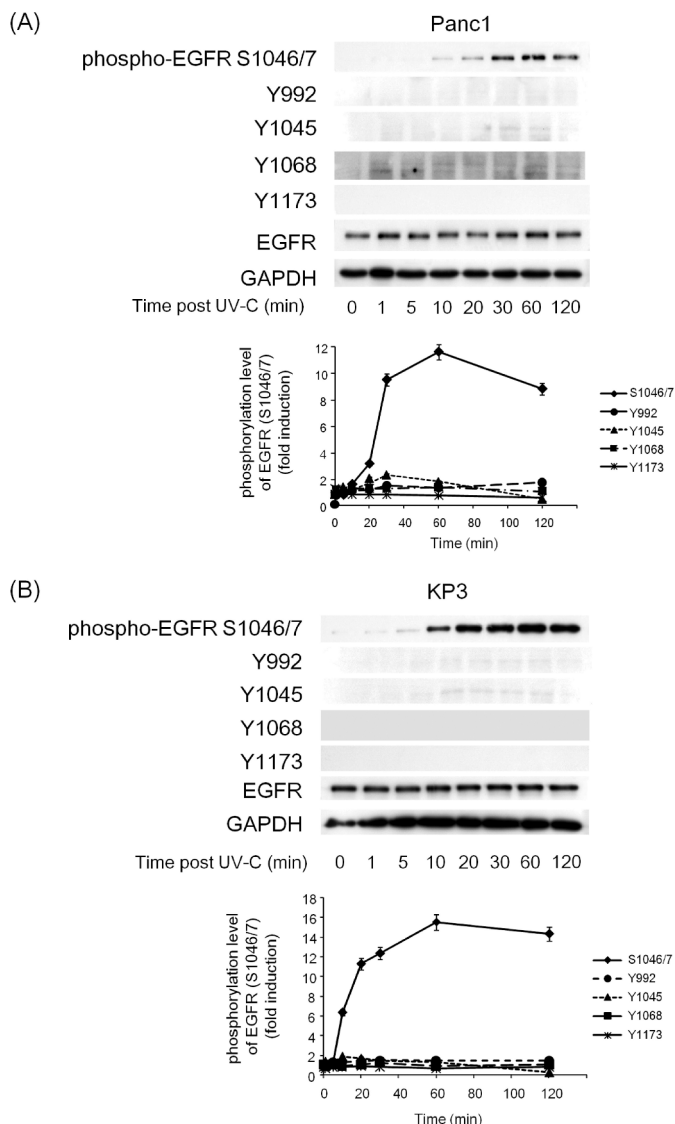 (A)
Panc1
phospho-EGFR S1046/7
Y992
Y1045
Y1068
Y1173
EGFR
GAPDH
Time post UV-C (min) 0 1 5 10 20 30 60 120
phosphorylation level
of EGFR (S1046/7)
(fold induction)
12
10
8
6
4
2
0
0 20 40 60 80 100 120
Time (min)
S1046/7
Y992
Y1045
Y1068
Y1173
(B)
KP3
phospho-EGFR S1046/7
Y992
Y1045
Y1068
Y1173
EGFR
GAPDH
Time post UV-C (min) 0 1 5 10 20 30 60 120
phosphorylation level
of EGFR (S1046/7)
(fold induction)
18
16
14
12
10
8
6
4
2
0
0 20 40 60 80 100 120
Time (min)
S1046/7
Y992
Y1045
Y1068
Y1173